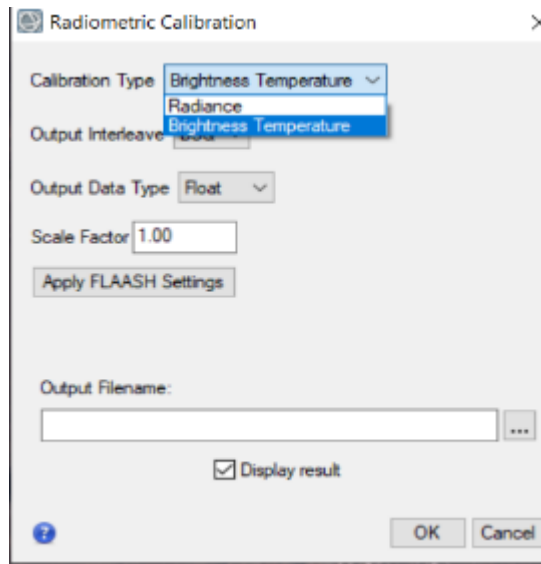 Radiometric Calibration
Calibration Type Brightness Temperature
Radiance
Brightness Temperature
Output Interleave
Output Data Type Float
Scale Factor 1.00
Apply FLAASH Settings
Output Filename:
...
Display result
OK Cancel